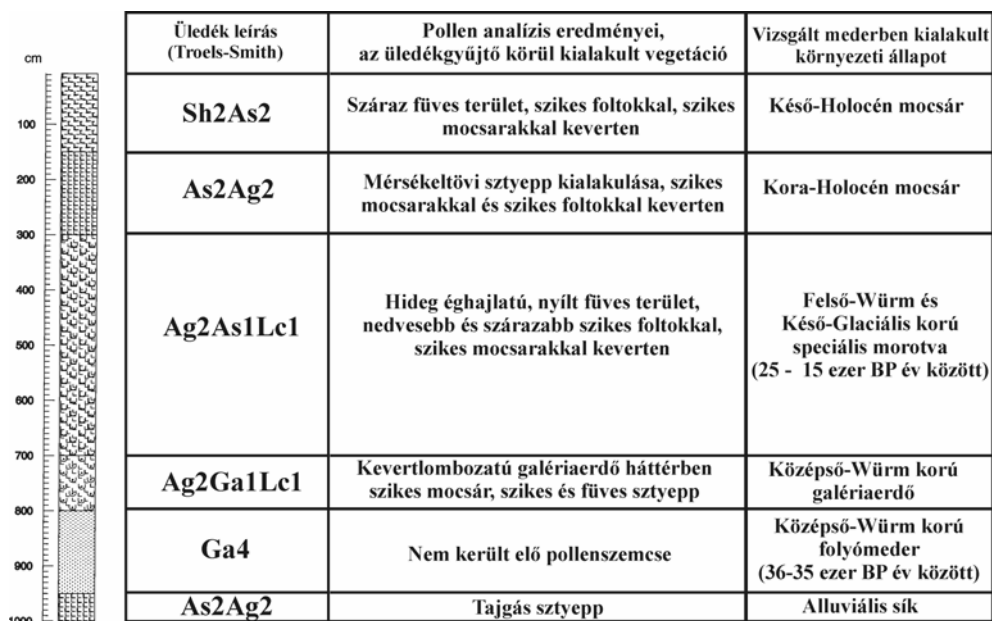 cm
100
200
300
400
500
600
700
800
900
1000
Üledék leírás
(Troels-Smith)
Pollen analízis eredményei,
az üledékgyűjtő körül kialakult vegetáció
Vizsgált mederben kialakult
környezeti állapot
Sh2As2
Száraz füves terület, szikes foltokkal, szikes
mocsarakkal keverten
Késő-Holocén mocsár
As2Ag2
Mérsékeltövi sztyepp kialakulása, szikes
mocsarakkal és szikes foltokkal keverten
Kora-Holocén mocsár
Ag2As1Lc1
Hideg éghajlatú, nyílt füves terület,
nedvesebb és szárazabb szikes foltokkal,
szikes mocsarakkal keverten
Felső-Würm és
Késő-Glaciális korú
speciális morotva
(25 - 15 ezer BP év között)
Ag2Ga1Lc1
Kevertlombozatú galériaerdő háttérben
szikes mocsár, szikes és füves sztyepp
Középső-Würm korú
galériaerdő
Ga4
Nem került elő pollenszemcse
Középső-Würm korú
folyómeder
(36-35 ezer BP év között)
As2Ag2
Tajgás sztyepp
Alluviális sík